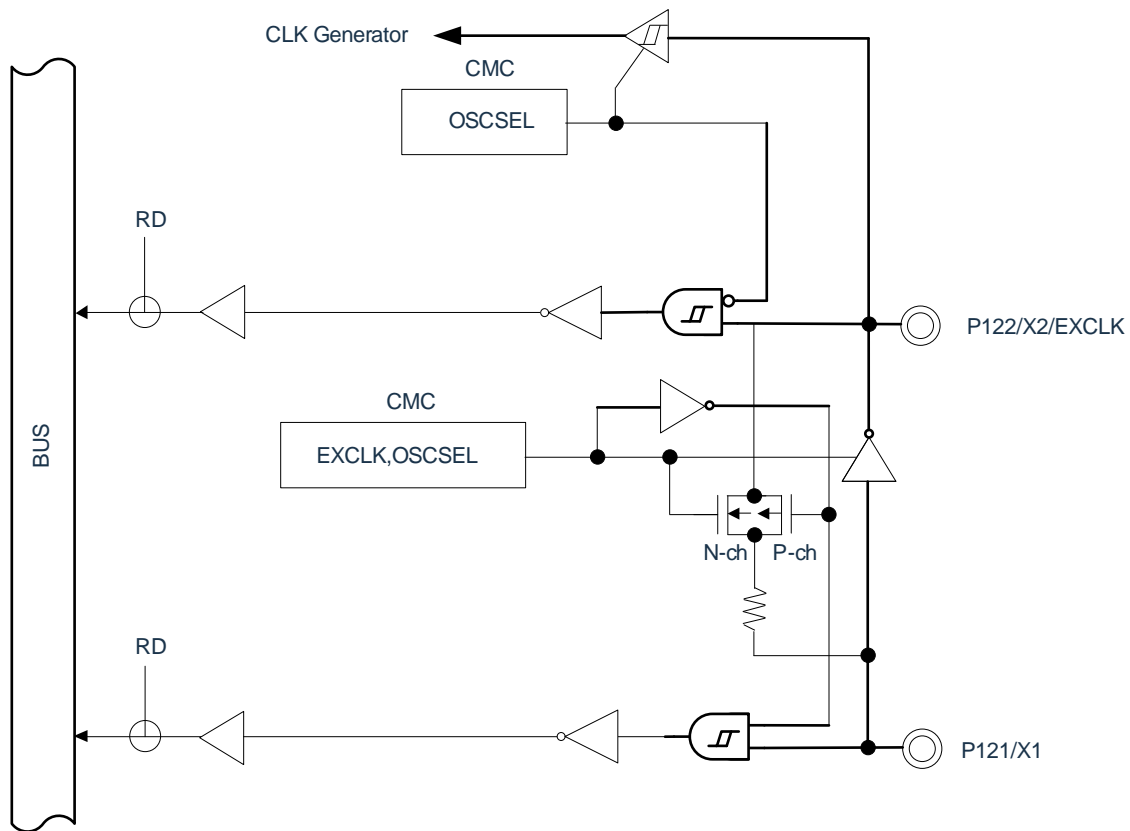 CLK Generator
CMC
OSCSEL
RD
P122/X2/EXCLK
CMC
EXCLK,OSCSEL
BUS
N-ch
P-ch
RD
P121/X1